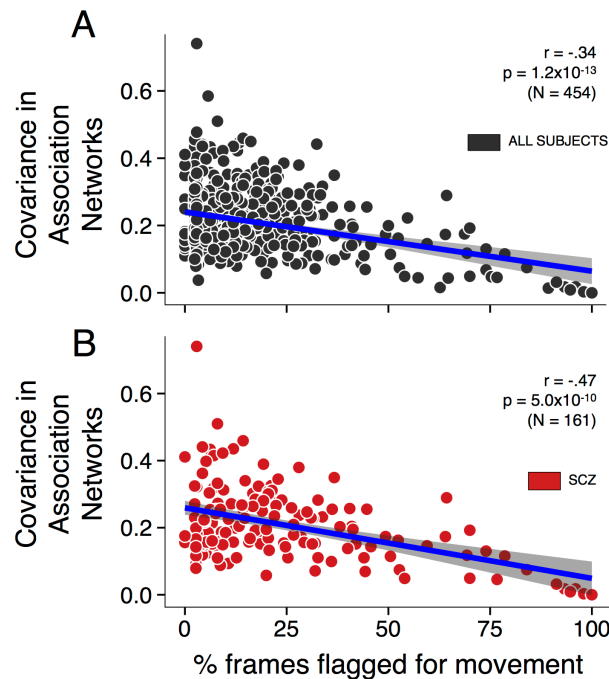 A
r = -.34
p = 1.2x10⁻¹³
(N = 454)
ALL SUBJECTS
Covariance in
Association
Networks
0.6
0.4
0.2
0.0
B
r = -.47
p = 5.0x10⁻¹⁰
(N = 161)
SCZ
Covariance in
Association
Networks
0.6
0.4
0.2
0.0
0 25 50 75 100
% frames flagged for movement